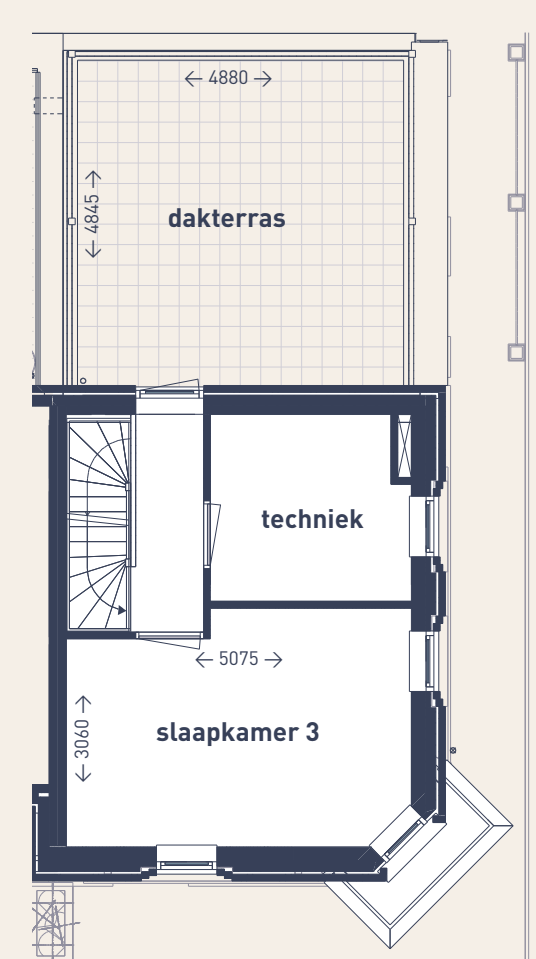 ← 4880 →
← 4845 →
dakterras
techniek
← 5075 →
← 3060 →
slaapkamer 3